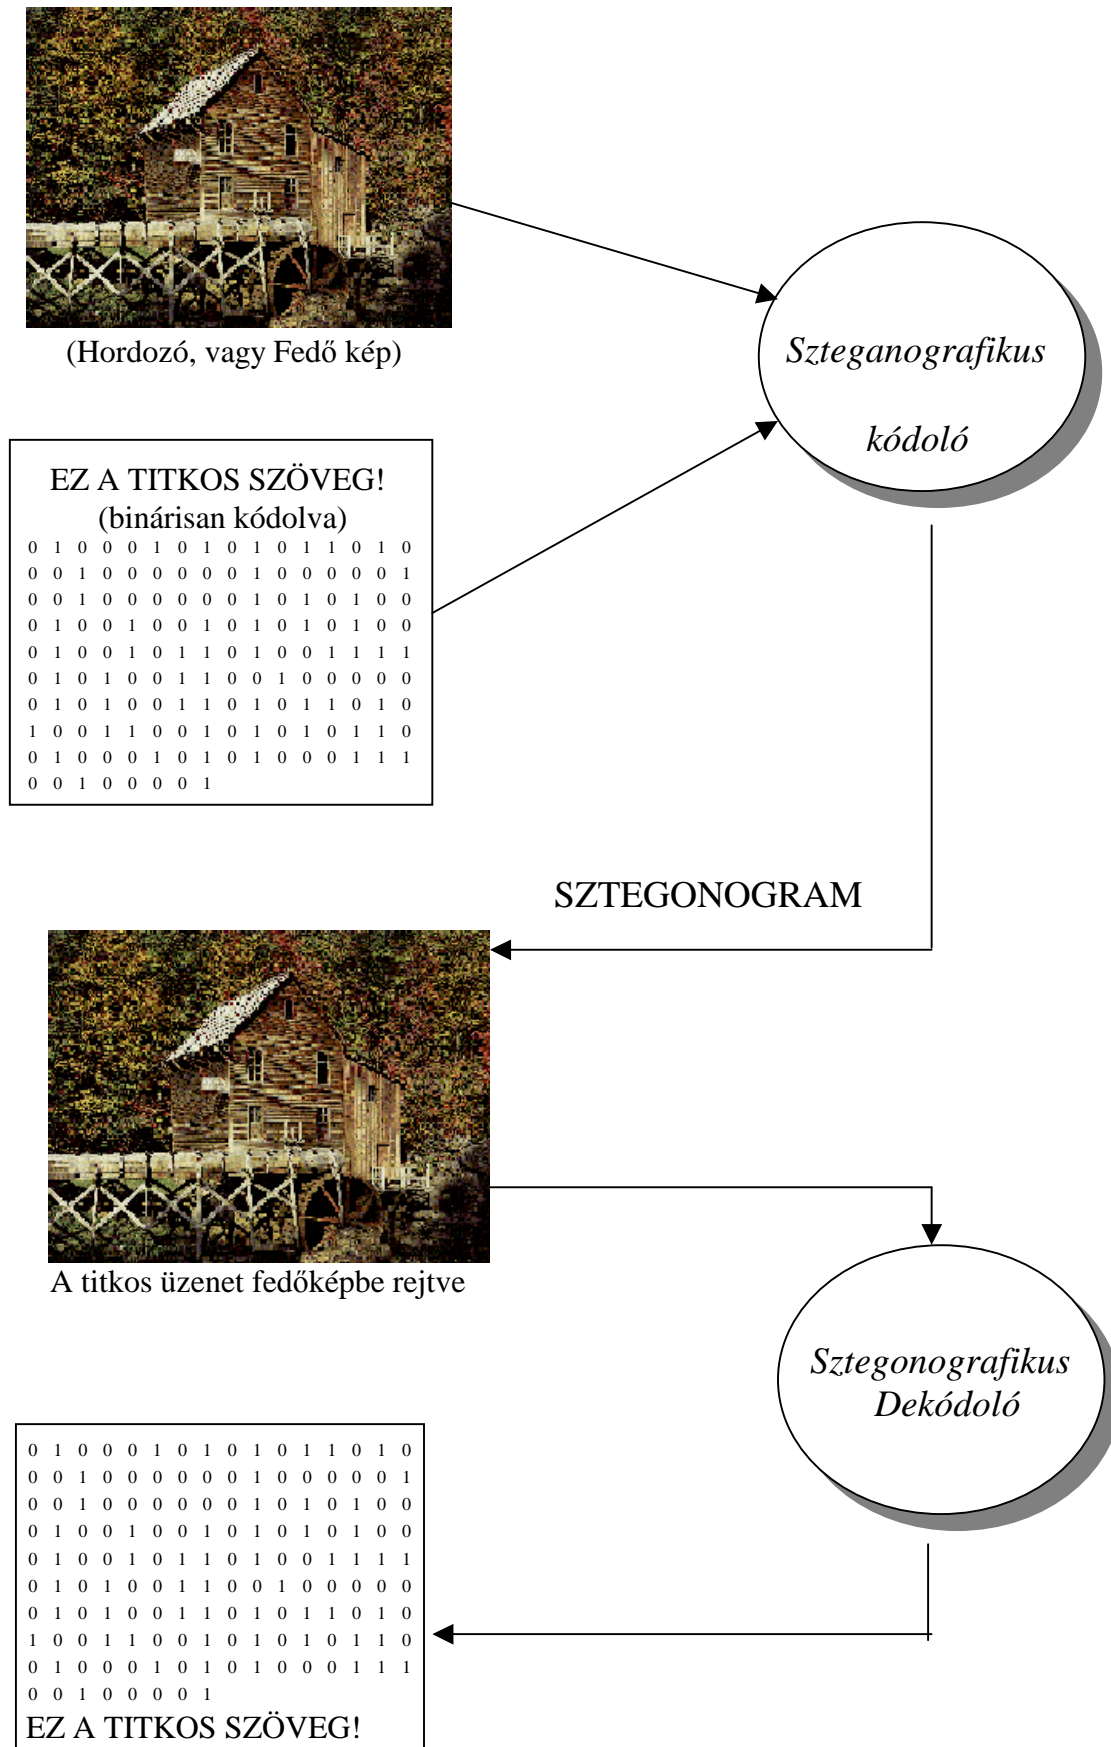 (Hordozó, vagy Fedő kép)
Szteganografikus
kódoló
EZ A TITKOS SZÖVEG!
(binárisan kódolva)
0 1 0 0 0 1 0 1 0 1 0 1 1 0 1 0
0 0 1 0 0 0 0 0 0 1 0 0 0 0 0 1
0 0 1 0 0 0 0 0 0 1 0 1 0 1 0 0
0 1 0 0 1 0 0 1 0 1 0 1 0 1 0 0
0 1 0 0 1 0 1 1 0 1 0 0 1 1 1 1
0 1 0 1 0 0 1 1 0 0 1 0 0 0 0 0
0 1 0 1 0 0 1 1 0 1 0 1 1 0 1 0
1 0 0 1 1 0 0 1 0 1 0 1 0 1 1 0
0 1 0 0 0 1 0 1 0 1 0 0 0 1 1 1
0 0 1 0 0 0 0 1
SZTEGONOGRAM
A titkos üzenet fedőképbe rejtve
Sztegonografikus
Dekódoló
0 1 0 0 0 1 0 1 0 1 0 1 1 0 1 0
0 0 1 0 0 0 0 0 0 1 0 0 0 0 0 1
0 0 1 0 0 0 0 0 0 1 0 1 0 1 0 0
0 1 0 0 1 0 0 1 0 1 0 1 0 1 0 0
0 1 0 0 1 0 1 1 0 1 0 0 1 1 1 1
0 1 0 1 0 0 1 1 0 0 1 0 0 0 0 0
0 1 0 1 0 0 1 1 0 1 0 1 1 0 1 0
1 0 0 1 1 0 0 1 0 1 0 1 0 1 1 0
0 1 0 0 0 1 0 1 0 1 0 0 0 1 1 1
0 0 1 0 0 0 0 1
EZ A TITKOS SZÖVEG!